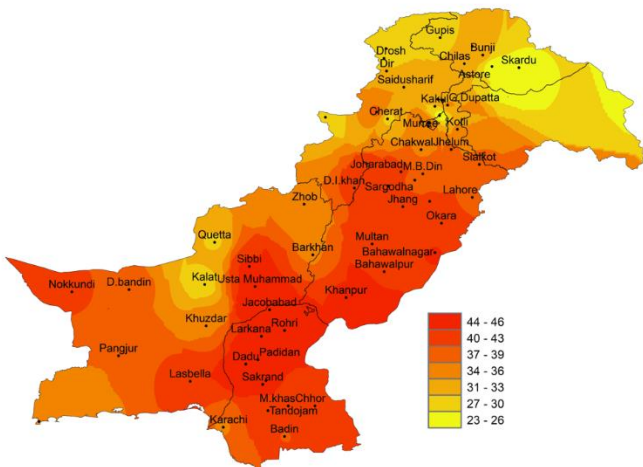 Gupis
Drosh
Dir
Bunji
Chilas
Skardu
Astore
Saidusharif
Kakul
G.Dupatta
Cherat
Murree
Kotli
Chakwal
Jhelum
Sialkot
Joharabad
M.B.Din
D.I.khan
Sargodha
Lahore
Zhob
Jhang
Okara
Quetta
Multan
Barkhan
Bahawalnagar
Sibbi
Bahawalpur
Nokkundi
D.bandin
Kalat
Usta Muhammad
Khanpur
Jacobabad
Khuzdar
Larkana
Rohri
Pangjur
Dadu
Padidan
Lasbella
Sakrand
M.khas
Chhor
Tandojam
Karachi
Badin
44 - 46
40 - 43
37 - 39
34 - 36
31 - 33
27 - 30
23 - 26